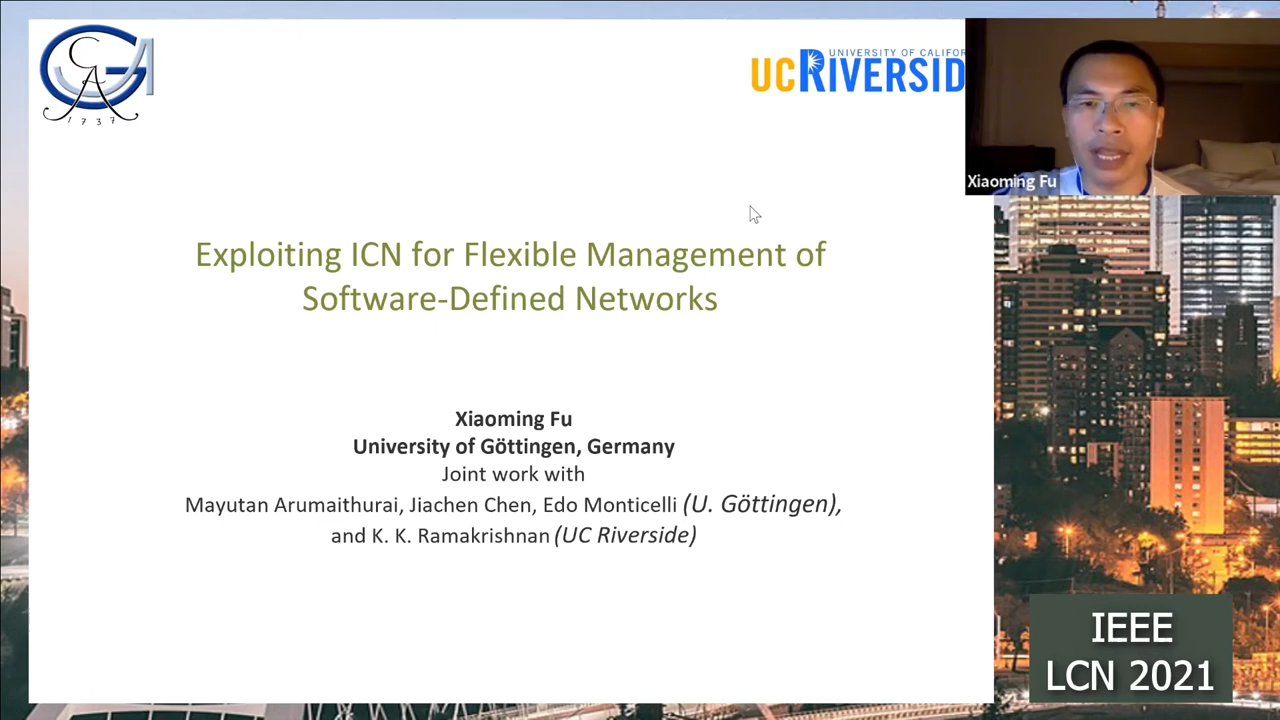 1737
UNIVERSITY OF CALIFOR
UCRIVERSID
Xiaoming Fu
Exploiting ICN for Flexible Management of
Software-Defined Networks
Xiaoming Fu
University of Göttingen, Germany
Joint work with
Mayutan Arumaithurai, Jiachen Chen, Edo Monticelli (U. Göttingen),
and K. K. Ramakrishnan (UC Riverside)
IEEE
LCN 2021